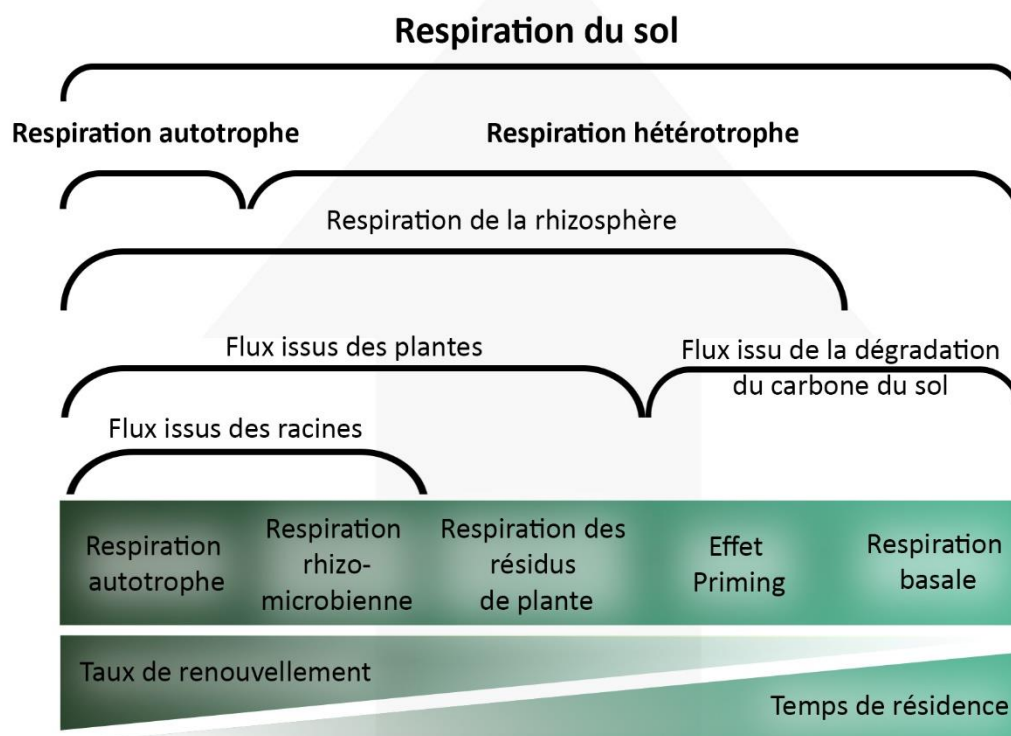 Respiration du sol
Respiration autotrophe
Respiration hétérotrophe
Respiration de la rhizosphère
Flux issus des plantes
Flux issu de la dégradation
du carbone du sol
Flux issus des racines
Respiration
autotrophe
Respiration
rhizo-
microbienne
Respiration des
résidus
de plante
Effet
Priming
Respiration
basale
Taux de renouvellement
Temps de résidence